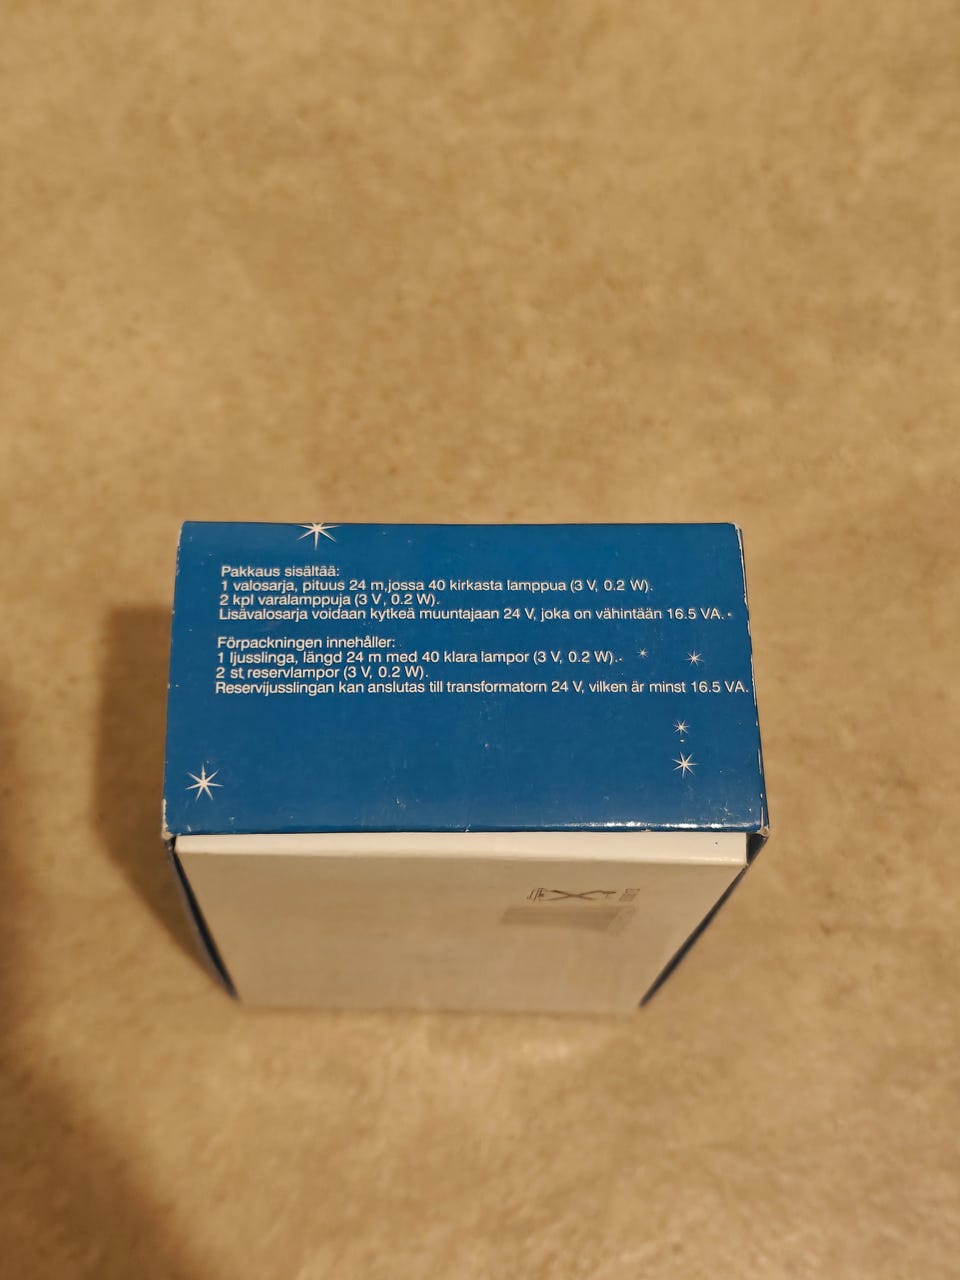 Pakkaus sisältää:
1 valosarja, pituus 24 m,jossa 40 kirkasta lamppua (3 V, 0.2 W).
2 kpl varalamppuja (3 V, 0.2 W).
Lisävalosarja voidaan kytkeä muuntajaan 24 V, joka on vähintään 16.5 VA.
Förpackningen innehåller:
1 ljusslinga, längd 24 m med 40 klara lampor (3 V, 0.2 W).
2 st reservlampor (3 V, 0.2 W).
Reservijusslingan kan anslutas till transformatorn 24 V, vilken är minst 16.5 VA.